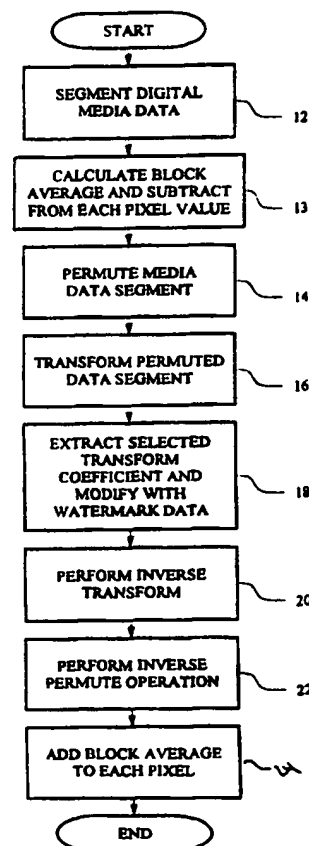 START
SEGMENT DIGITAL
MEDIA DATA
12
CALCULATE BLOCK
AVERAGE AND SUBTRACT
FROM EACH PIXEL VALUE
13
PERMUTE MEDIA
DATA SEGMENT
14
TRANSFORM PERMUTED
DATA SEGMENT
16
EXTRACT SELECTED
TRANSFORM
COEFFICIENT AND
MODIFY WITH
WATERMARK DATA
18
PERFORM INVERSE
TRANSFORM
20
PERFORM INVERSE
PERMUTE OPERATION
22
ADD BLOCK AVERAGE
TO EACH PIXEL
24
END